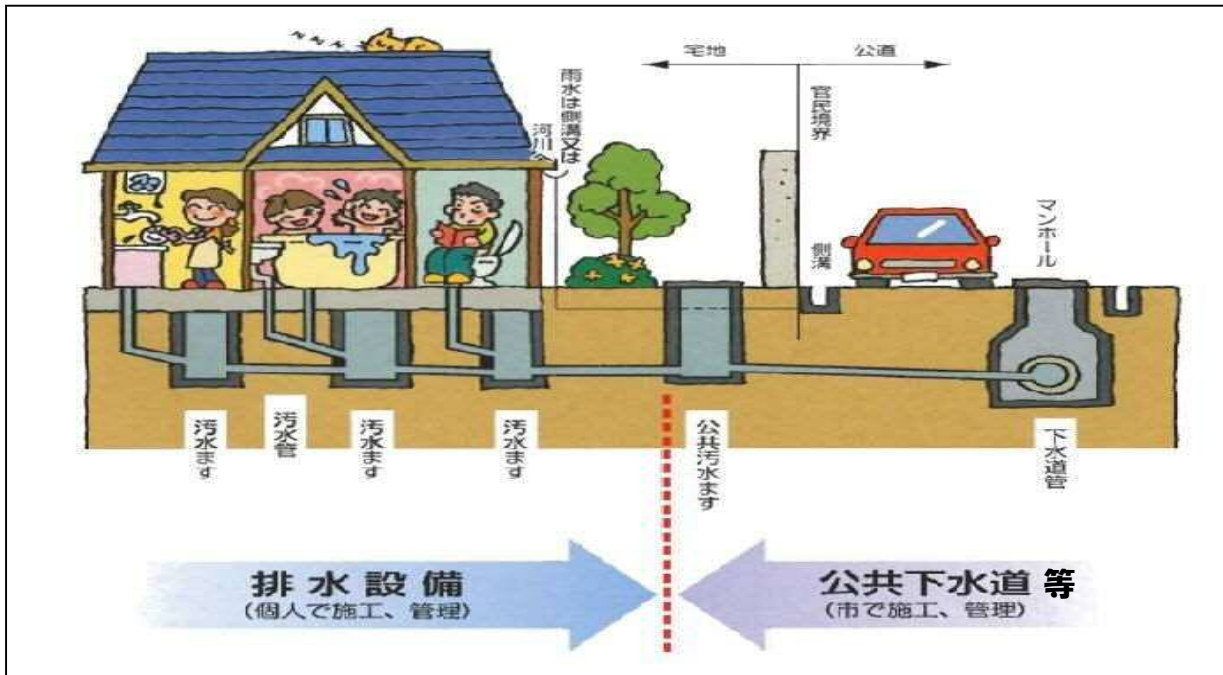 宅地
公道
雨水は側溝又は
河川へ
官民境界
側溝
マンホール
汚水ます
汚水管
汚水ます
汚水ます
公共汚水ます
下水道管
排水設備
(個人で施工、管理)
公共下水道等
(市で施工、管理)